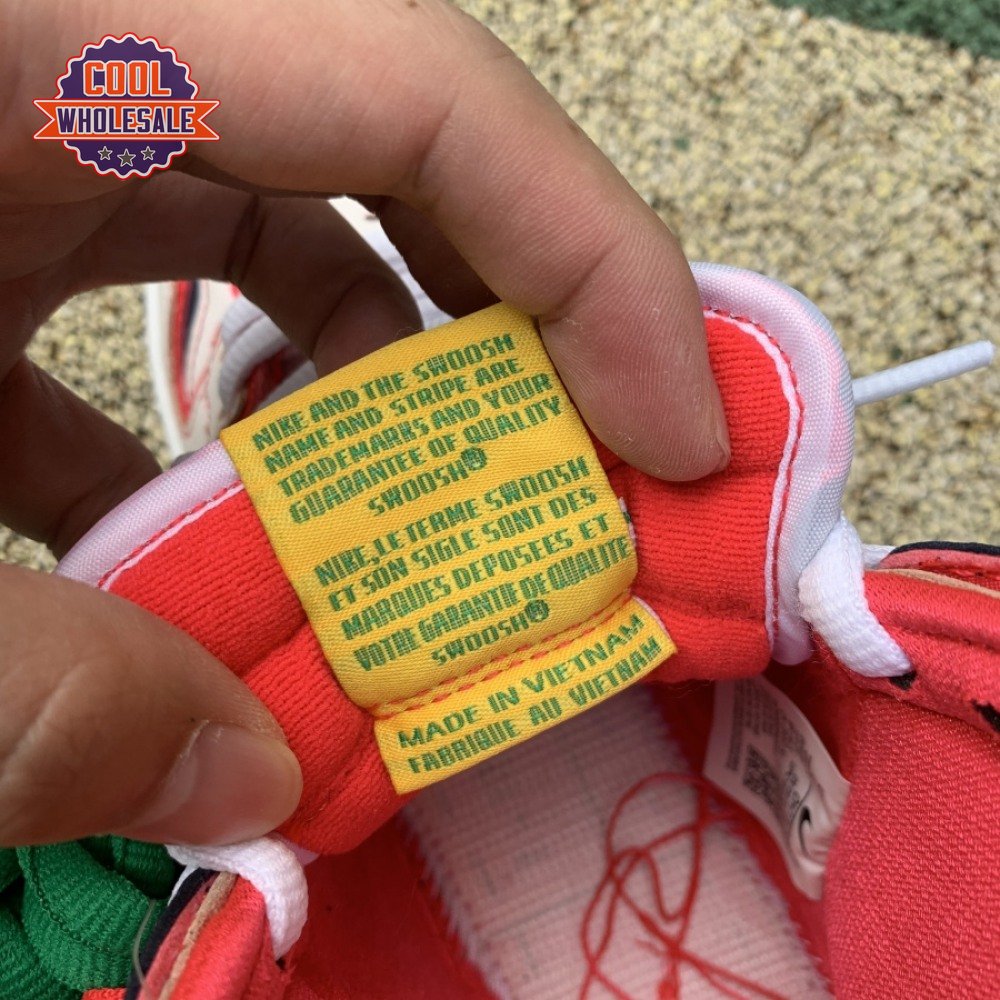 COOL
WHOLESALE
NIKE AND THE SWOOSH
NAME AND STRIPE ARE
TRADEMARKS AND YOUR
GUARANTEE OF QUALITY
SWOOSH®
NIKE, LE TERME SWOOSH
ET SON SIGLE SONT DES
MARQUES DEPOSEES ET
VOTRE GARANTIE DE QUALITE
SWOOSH®
MADE IN VIETNAM
FABRIQUE AU VIETNAM